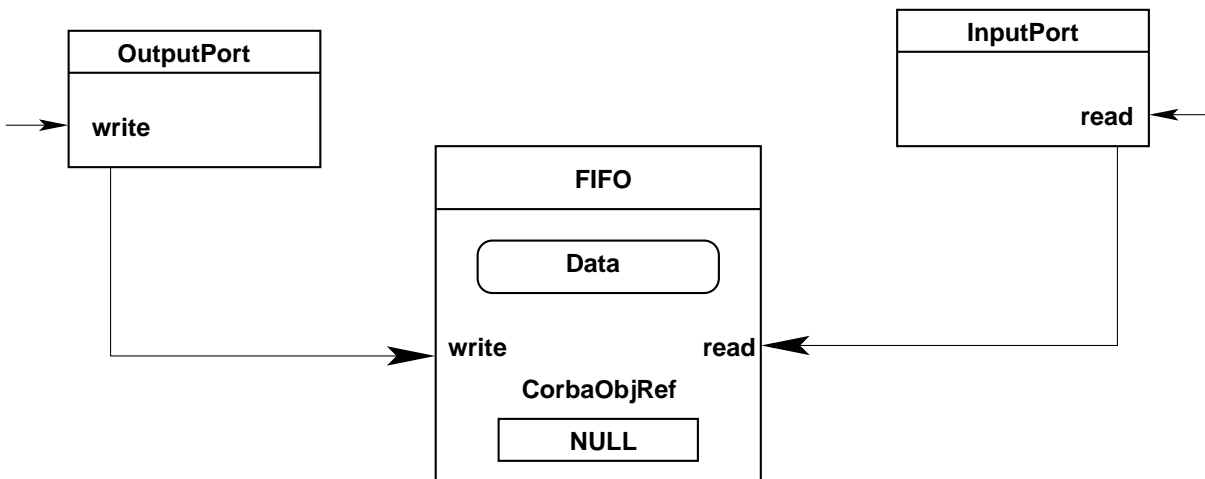 OutputPort
write
InputPort
read
FIFO
Data
write
read
CorbaObjRef
NULL